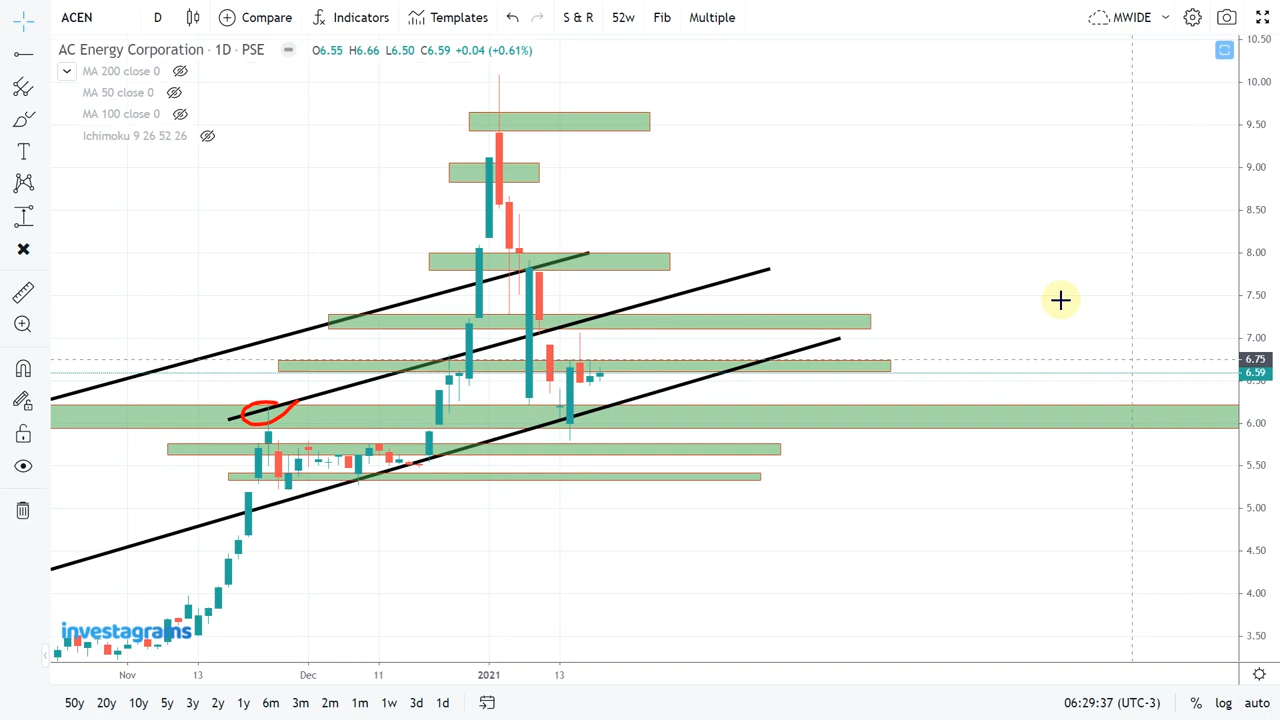 ACEN D Compare Indicators Templates S & R 52w Fib Multiple MWIDE
AC Energy Corporation · 1D · PSE O6.55 H6.66 L6.50 C6.59 +0.04 (+0.61%)
MA 200 close 0
MA 50 close 0
MA 100 close 0
Ichimoku 9 26 52 26
10.50
10.00
9.50
9.00
8.50
8.00
7.50
7.00
6.75
6.59
6.00
5.50
5.00
4.50
4.00
3.50
investagrams
Nov 13 Dec 11 2021 13
50y 20y 10y 5y 3y 2y 1y 6m 3m 2m 1m 1w 3d 1d 06:29:37 (UTC-3) % log auto